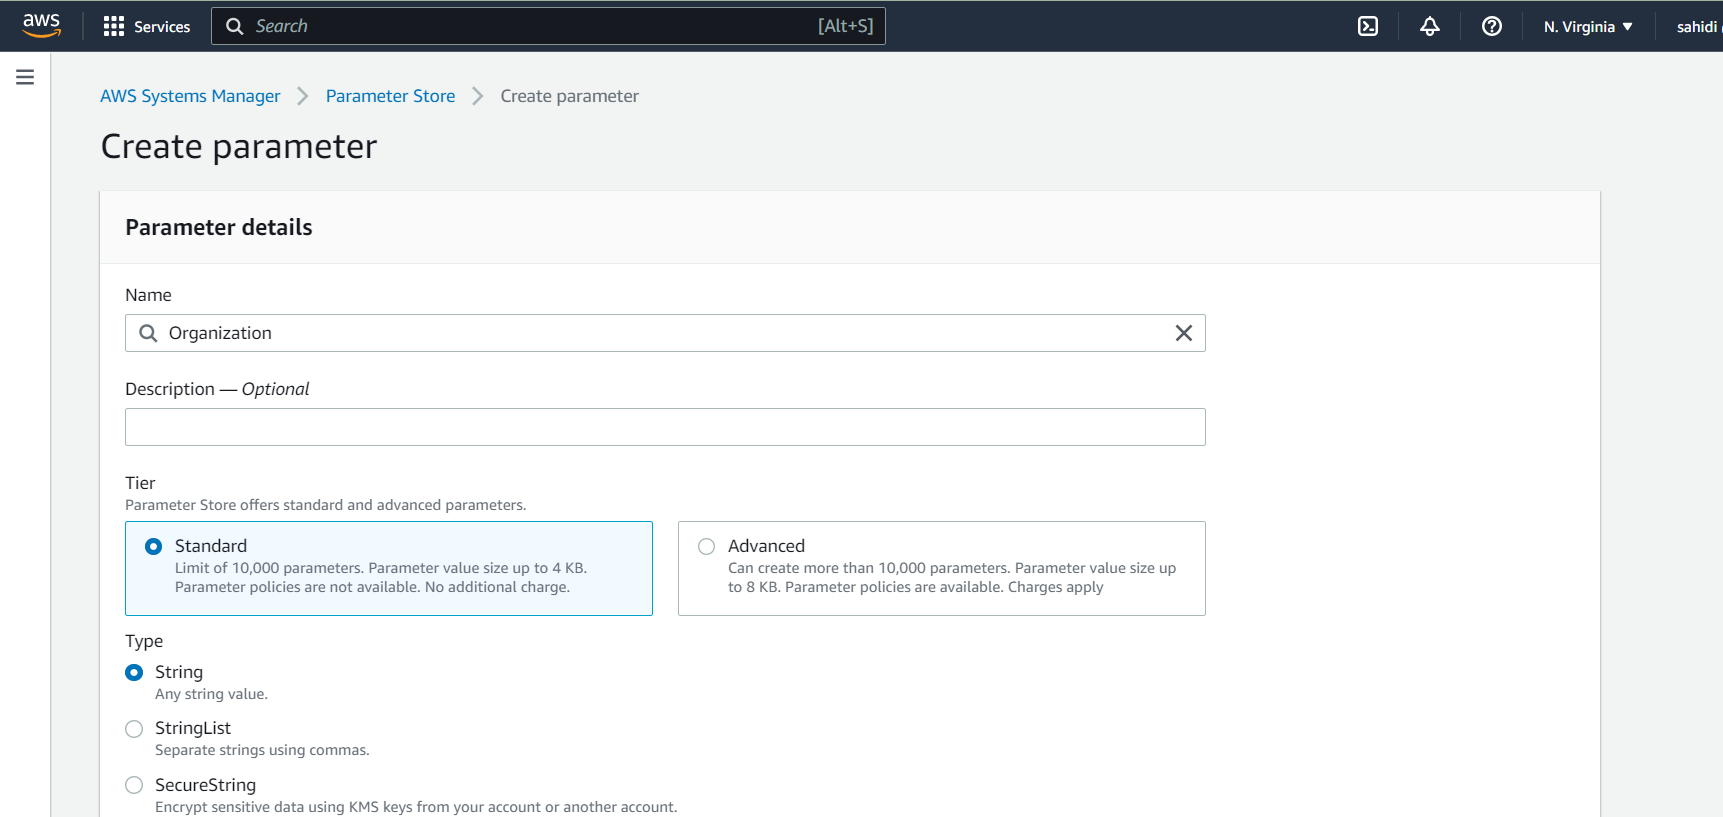 aws Services Search [Alt+S] N. Virginia sahidi
AWS Systems Manager Parameter Store Create parameter
Create parameter
Parameter details
Name
Organization
Description — Optional
Tier
Parameter Store offers standard and advanced parameters.
Standard
Limit of 10,000 parameters. Parameter value size up to 4 KB.
Parameter policies are not available. No additional charge.
Advanced
Can create more than 10,000 parameters. Parameter value size up
to 8 KB. Parameter policies are available. Charges apply
Type
String
Any string value.
StringList
Separate strings using commas.
SecureString
Encrypt sensitive data using KMS keys from your account or another account.